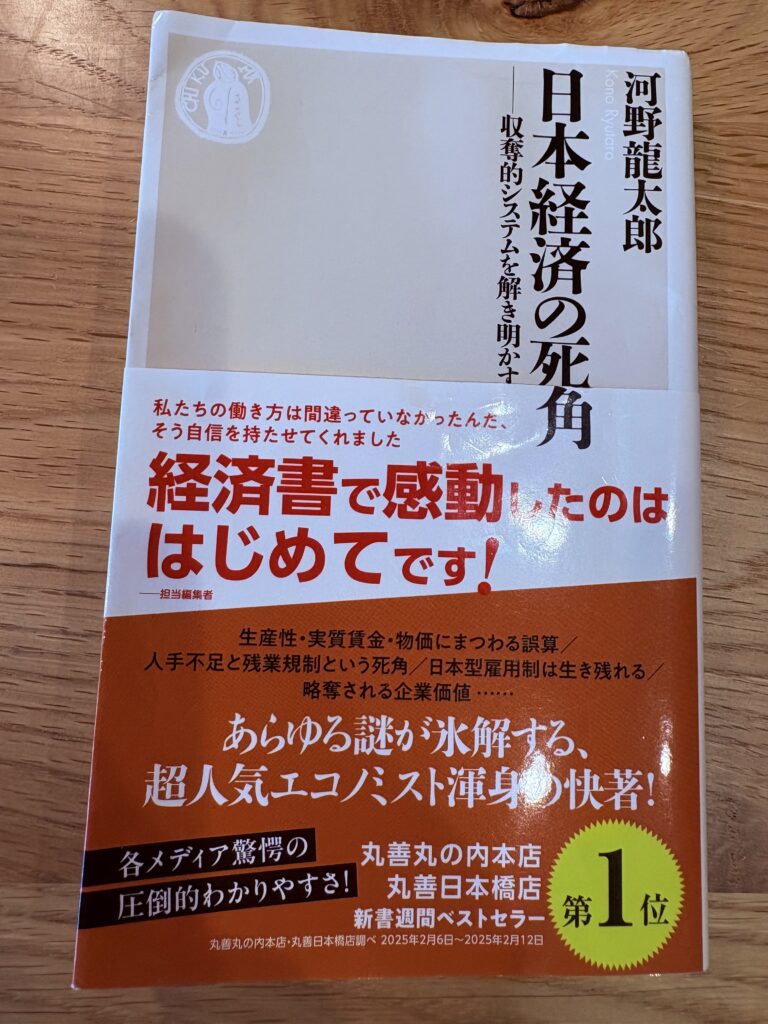 河野龍太郎
Kono Ryutaro
日本経済の死角
──収奪的システムを解き明かす
CHIKUMA
私たちの働き方は間違っていなかったんだ、
そう自信を持たせてくれました
経済書で感動したのは
はじめてです!
──担当編集者
生産性・実質賃金・物価にまつわる誤算／
人手不足と残業規制という死角／日本型雇用制は生き残れる／
略奪される企業価値……
あらゆる謎が氷解する、
超人気エコノミスト渾身の快著!
各メディア驚愕の
圧倒的わかりやすさ!
丸善丸の内本店
丸善日本橋店
新書週間ベストセラー
第1位
丸善丸の内本店・丸善日本橋店調べ 2025年2月6日〜2025年2月12日